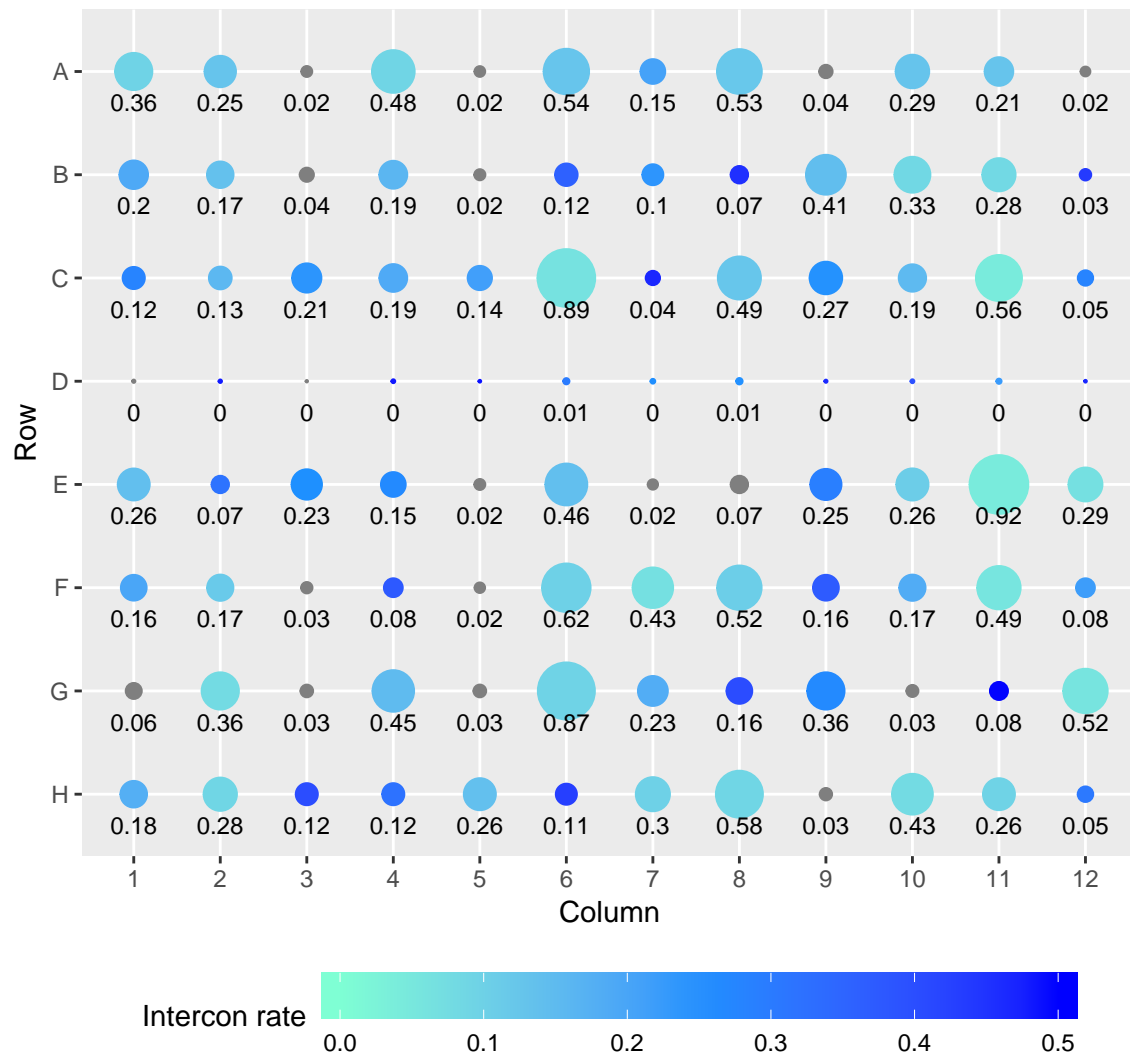 A
0.36 0.25 0.02 0.48 0.02 0.54 0.15 0.53 0.04 0.29 0.21 0.02
B
0.2 0.17 0.04 0.19 0.02 0.12 0.1 0.07 0.41 0.33 0.28 0.03
C
0.12 0.13 0.21 0.19 0.14 0.89 0.04 0.49 0.27 0.19 0.56 0.05
D
0 0 0 0 0 0.01 0 0.01 0 0 0 0
Row
E
0.26 0.07 0.23 0.15 0.02 0.46 0.02 0.07 0.25 0.26 0.92 0.29
F
0.16 0.17 0.03 0.08 0.02 0.62 0.43 0.52 0.16 0.17 0.49 0.08
G
0.06 0.36 0.03 0.45 0.03 0.87 0.23 0.16 0.36 0.03 0.08 0.52
H
0.18 0.28 0.12 0.12 0.26 0.11 0.3 0.58 0.03 0.43 0.26 0.05
1 2 3 4 5 6 7 8 9 10 11 12
Column
Intercon rate
0.0 0.1 0.2 0.3 0.4 0.5